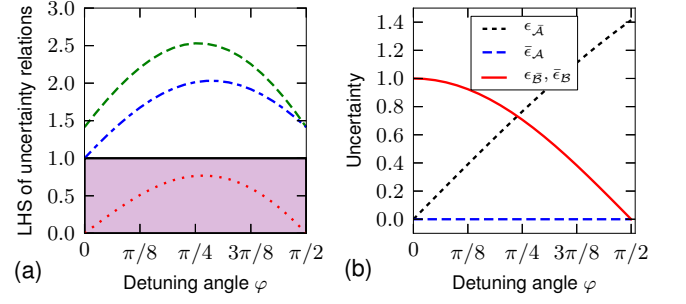 LHS of uncertainty relations
3.0
2.5
2.0
1.5
1.0
0.5
0.0
0 π/8 π/4 3π/8 π/2
Detuning angle φ
(a)
Uncertainty
1.4
1.2
1.0
0.8
0.6
0.4
0.2
0.0
ϵ_𝒜̄
ϵ̄_𝒜
ϵ_ℬ̄, ϵ̄_ℬ
0 π/8 π/4 3π/8 π/2
Detuning angle φ
(b)